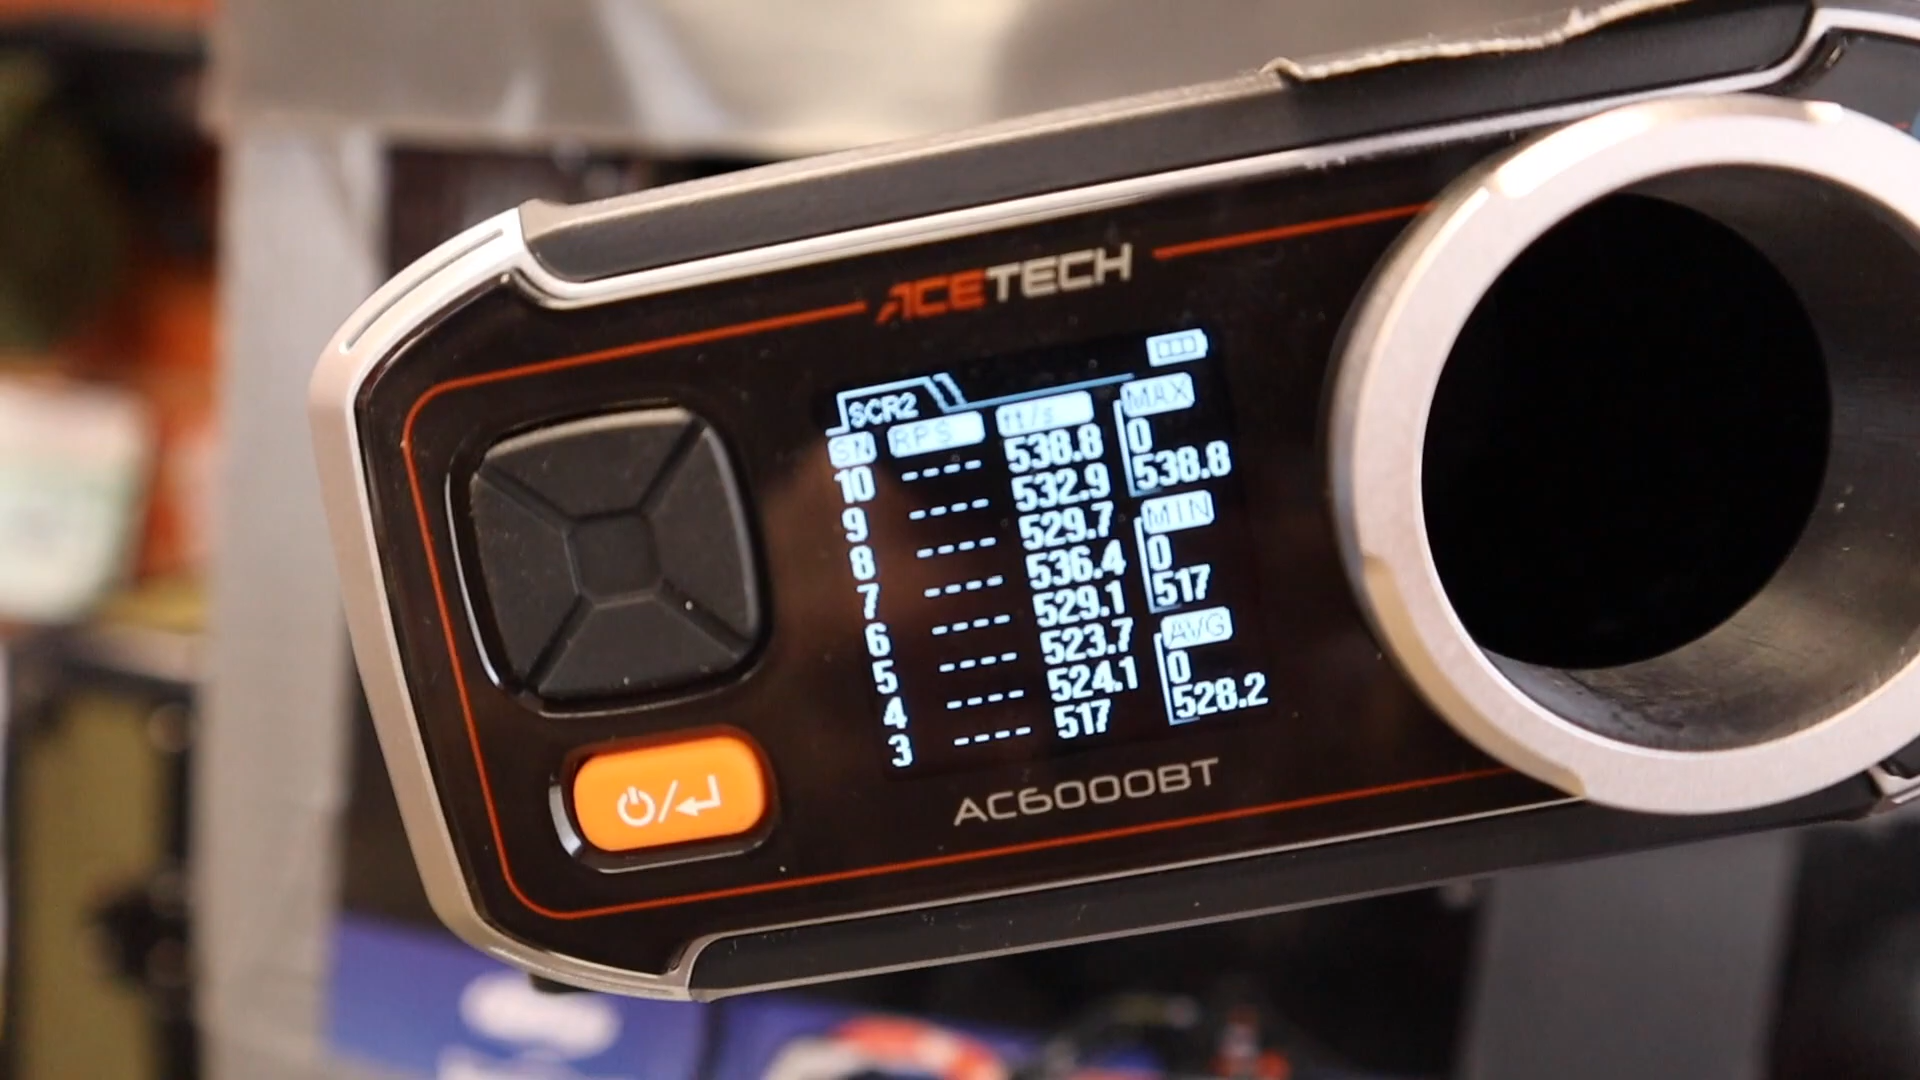 ACETECH
SCR2
SN RPS ft/s MAX
10 ---- 538.8 0
9 ---- 532.9 538.8
8 ---- 529.7 MIN
7 ---- 536.4 0
6 ---- 529.1 517
5 ---- 523.7 AVG
4 ---- 524.1 0
3 ---- 517 528.2
AC6000BT